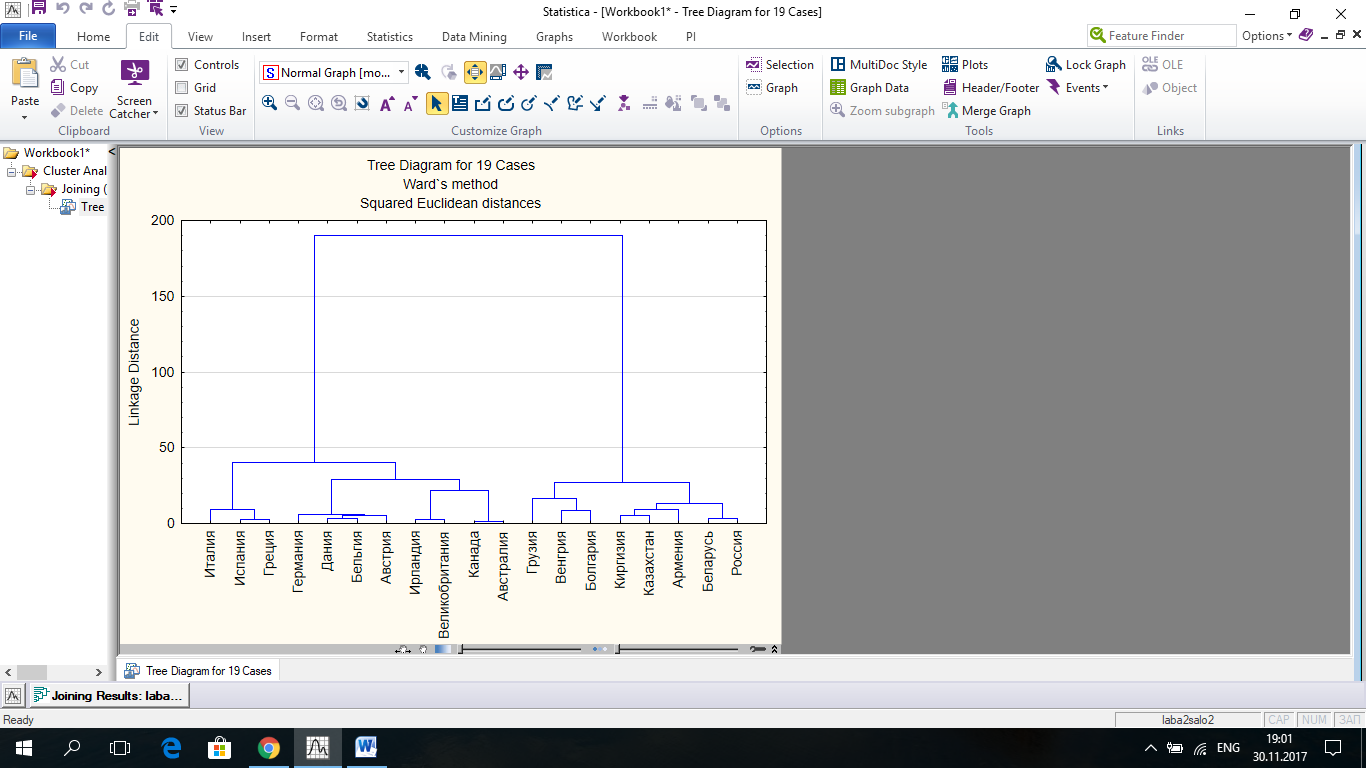 Statistica - [Workbook1* - Tree Diagram for 19 Cases]
File Home Edit View Insert Format Statistics Data Mining Graphs Workbook PI Feature Finder Options
Paste
Cut
Copy
Delete
Screen Catcher
Clipboard
Controls
Grid
Status Bar
View
Normal Graph [mo...
Customize Graph
Selection
Graph
Options
MultiDoc Style
Graph Data
Zoom subgraph
Plots
Header/Footer
Merge Graph
Lock Graph
Events
Tools
OLE
Object
Links
Workbook1*
Cluster Anal
Joining (
Tree
Tree Diagram for 19 Cases
Ward`s method
Squared Euclidean distances
200
150
100
50
0
Linkage Distance
Италия
Испания
Греция
Германия
Дания
Бельгия
Австрия
Ирландия
Великобритания
Канада
Австралия
Грузия
Венгрия
Болгария
Киргизия
Казахстан
Армения
Беларусь
Россия
Tree Diagram for 19 Cases
Joining Results: laba...
Ready laba2salo2 CAP NUM ЗАП
ENG
19:01
30.11.2017